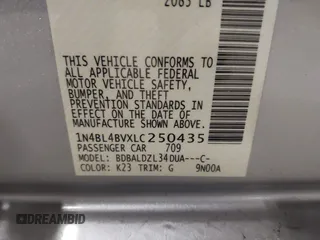 2085 LB
THIS VEHICLE CONFORMS TO
ALL APPLICABLE FEDERAL
MOTOR VEHICLE SAFETY,
BUMPER, AND THEFT
PREVENTION STANDARDS IN
EFFECT ON THE DATE OF
MANUFACTURE SHOWN ABOVE.
1N4BL4BVXLC250435
PASSENGER CAR 709
MODEL: BDBALDZL34DUA---C-
COLOR: K23 TRIM: G 9N00A
DREAMBID